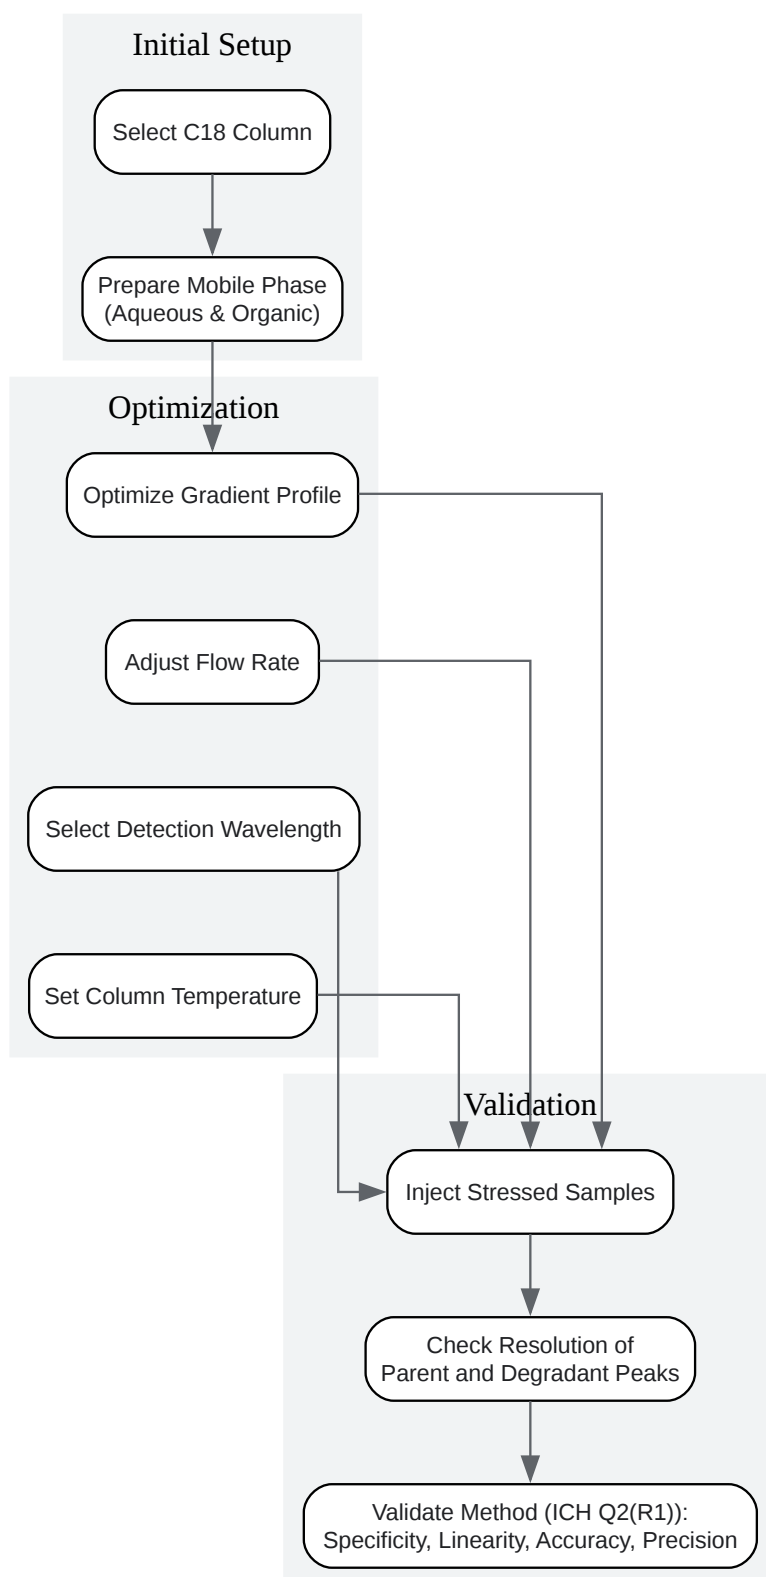 Initial Setup
Select C18 Column
Prepare Mobile Phase
(Aqueous & Organic)
Optimization
Optimize Gradient Profile
Adjust Flow Rate
Select Detection Wavelength
Set Column Temperature
Validation
Inject Stressed Samples
Check Resolution of
Parent and Degradant Peaks
Validate Method (ICH Q2(R1)):
Specificity, Linearity, Accuracy, Precision